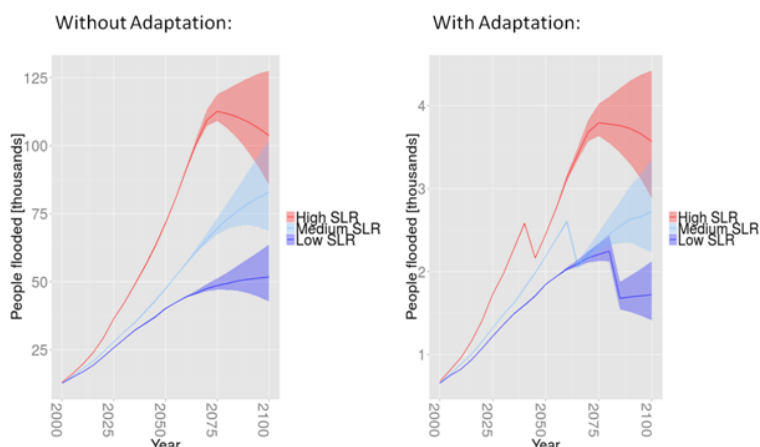 Without Adaptation:
People flooded [thousands]
125
100
75
50
25
2000
2025
2050
2075
2100
Year
High SLR
Medium SLR
Low SLR
With Adaptation:
People flooded [thousands]
4
3
2
1
2000
2025
2050
2075
2100
Year
High SLR
Medium SLR
Low SLR